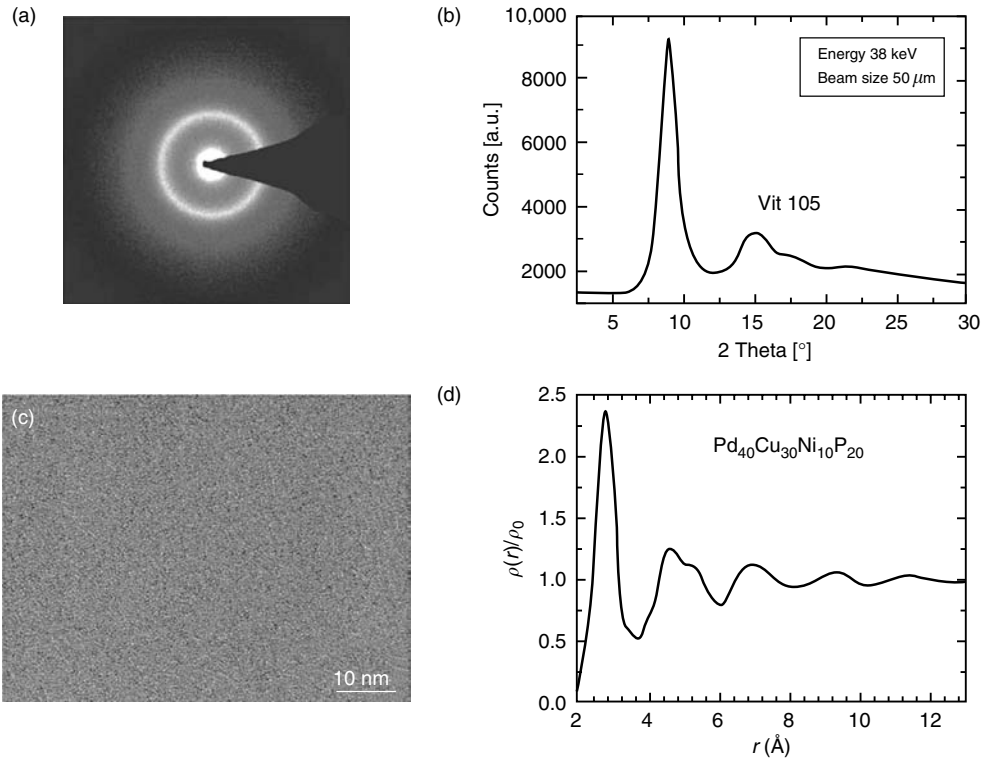 (a)
(b)
10,000
8000
6000
4000
2000
Counts [a.u.]
Energy 38 keV
Beam size 50 μm
Vit 105
5 10 15 20 25 30
2 Theta [°]
(c)
10 nm
(d)
2.5
2.0
1.5
1.0
0.5
0.0
ρ(r)/ρ₀
Pd₄₀Cu₃₀Ni₁₀P₂₀
2 4 6 8 10 12
r (Å)